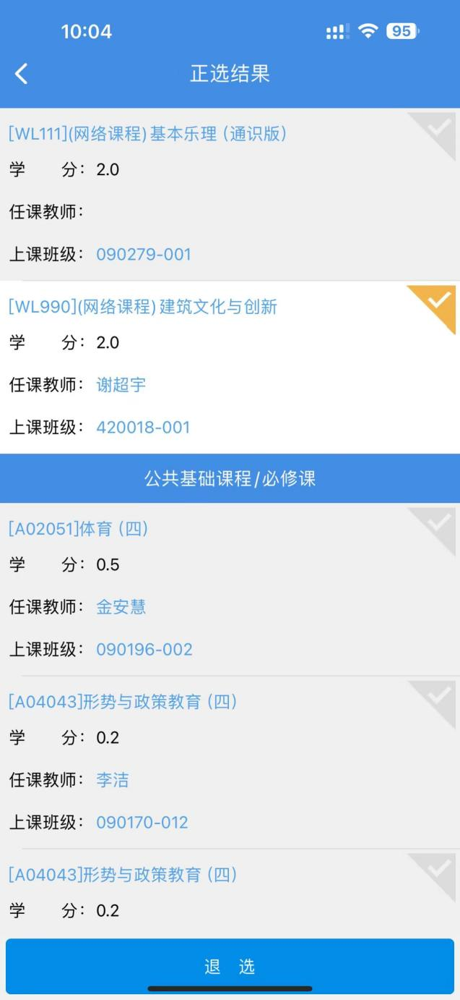 10:04
95
正选结果
[WL111](网络课程)基本乐理（通识版）
学 分：2.0
任课教师：
上课班级：090279-001
[WL990](网络课程)建筑文化与创新
学 分：2.0
任课教师：谢超宇
上课班级：420018-001
公共基础课程/必修课
[A02051]体育（四）
学 分：0.5
任课教师：金安慧
上课班级：090196-002
[A04043]形势与政策教育（四）
学 分：0.2
任课教师：李洁
上课班级：090170-012
[A04043]形势与政策教育（四）
学 分：0.2
退 选